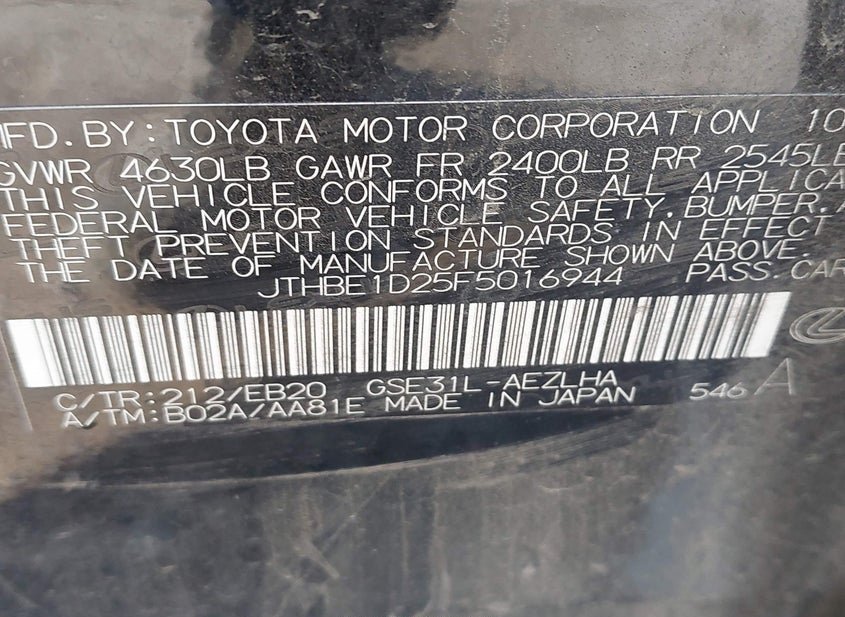 MFD. BY: TOYOTA MOTOR CORPORATION 10
GVWR 4630LB GAWR FR 2400LB RR 2545LB
THIS VEHICLE CONFORMS TO ALL APPLICA
FEDERAL MOTOR VEHICLE SAFETY, BUMPER, A
THEFT PREVENTION STANDARDS IN EFFECT
THE DATE OF MANUFACTURE SHOWN ABOVE.
JTHBE1D25F5016944 PASS. CAR
C/TR: 212/EB20 GSE31L-AEZLHA
A/TM: B02A/AA81E MADE IN JAPAN 546 A